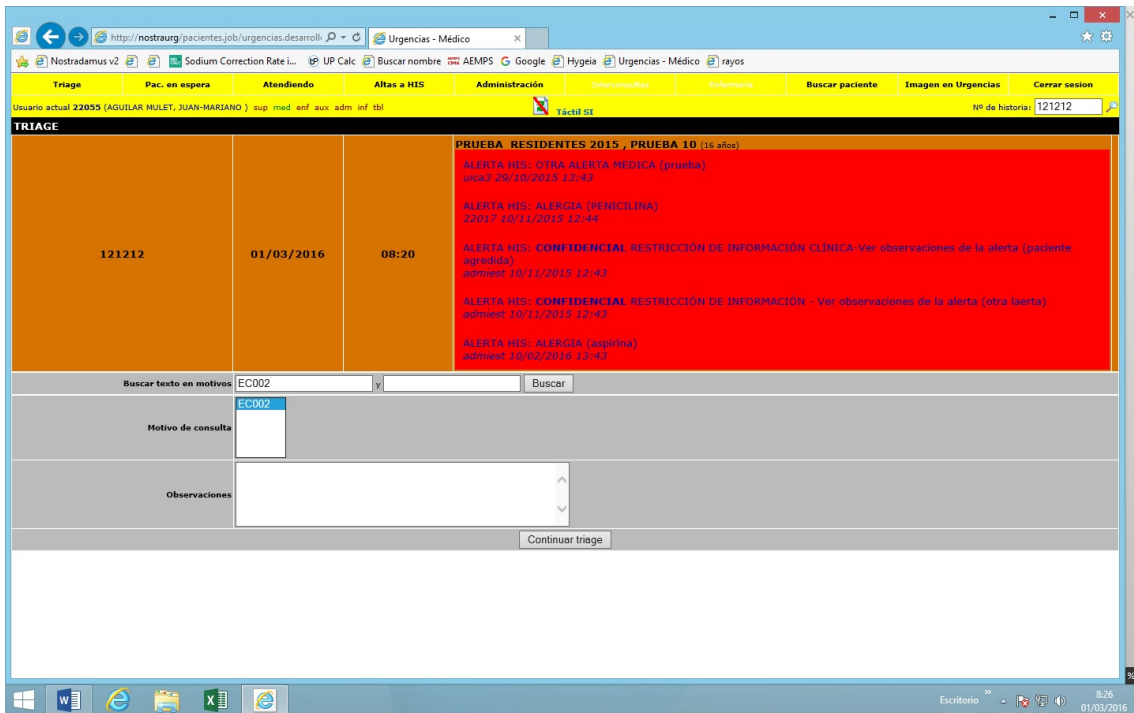 http://nostraurg/pacientes.job/urgencias.desarroll
Urgencias - Médico
Nostradamus v2
Sodium Correction Rate i...
UP Calc
Buscar nombre
AEMPS
Google
Hygeia
Urgencias - Médico
rayos
Triage
Pac. en espera
Atendiendo
Altas a HIS
Administración
Interconsultas
Enfermería
Buscar paciente
Imagen en Urgencias
Cerrar sesion
Usuario actual 22055 (AGUILAR MULET, JUAN-MARIANO ) sup med enf aux adm inf tbl
Táctil SI
Nº de historia: 121212
TRIAGE
121212
01/03/2016
08:20
PRUEBA RESIDENTES 2015 , PRUEBA 10 (16 años)
ALERTA HIS: OTRA ALERTA MEDICA (prueba)
uica3 29/10/2015 13:43
ALERTA HIS: ALERGIA (PENICILINA)
22017 10/11/2015 12:44
ALERTA HIS: CONFIDENCIAL RESTRICCIÓN DE INFORMACIÓN CLÍNICA-Ver observaciones de la alerta (paciente
agredida)
admiest 10/11/2015 12:43
ALERTA HIS: CONFIDENCIAL RESTRICCIÓN DE INFORMACIÓN - Ver observaciones de la alerta (otra laerta)
admiest 10/11/2015 12:43
ALERTA HIS: ALERGIA (aspirina)
admiest 10/02/2016 13:43
Buscar texto en motivos EC002 y Buscar
Motivo de consulta EC002
Observaciones
Continuar triage
Escritorio
8:26
01/03/2016